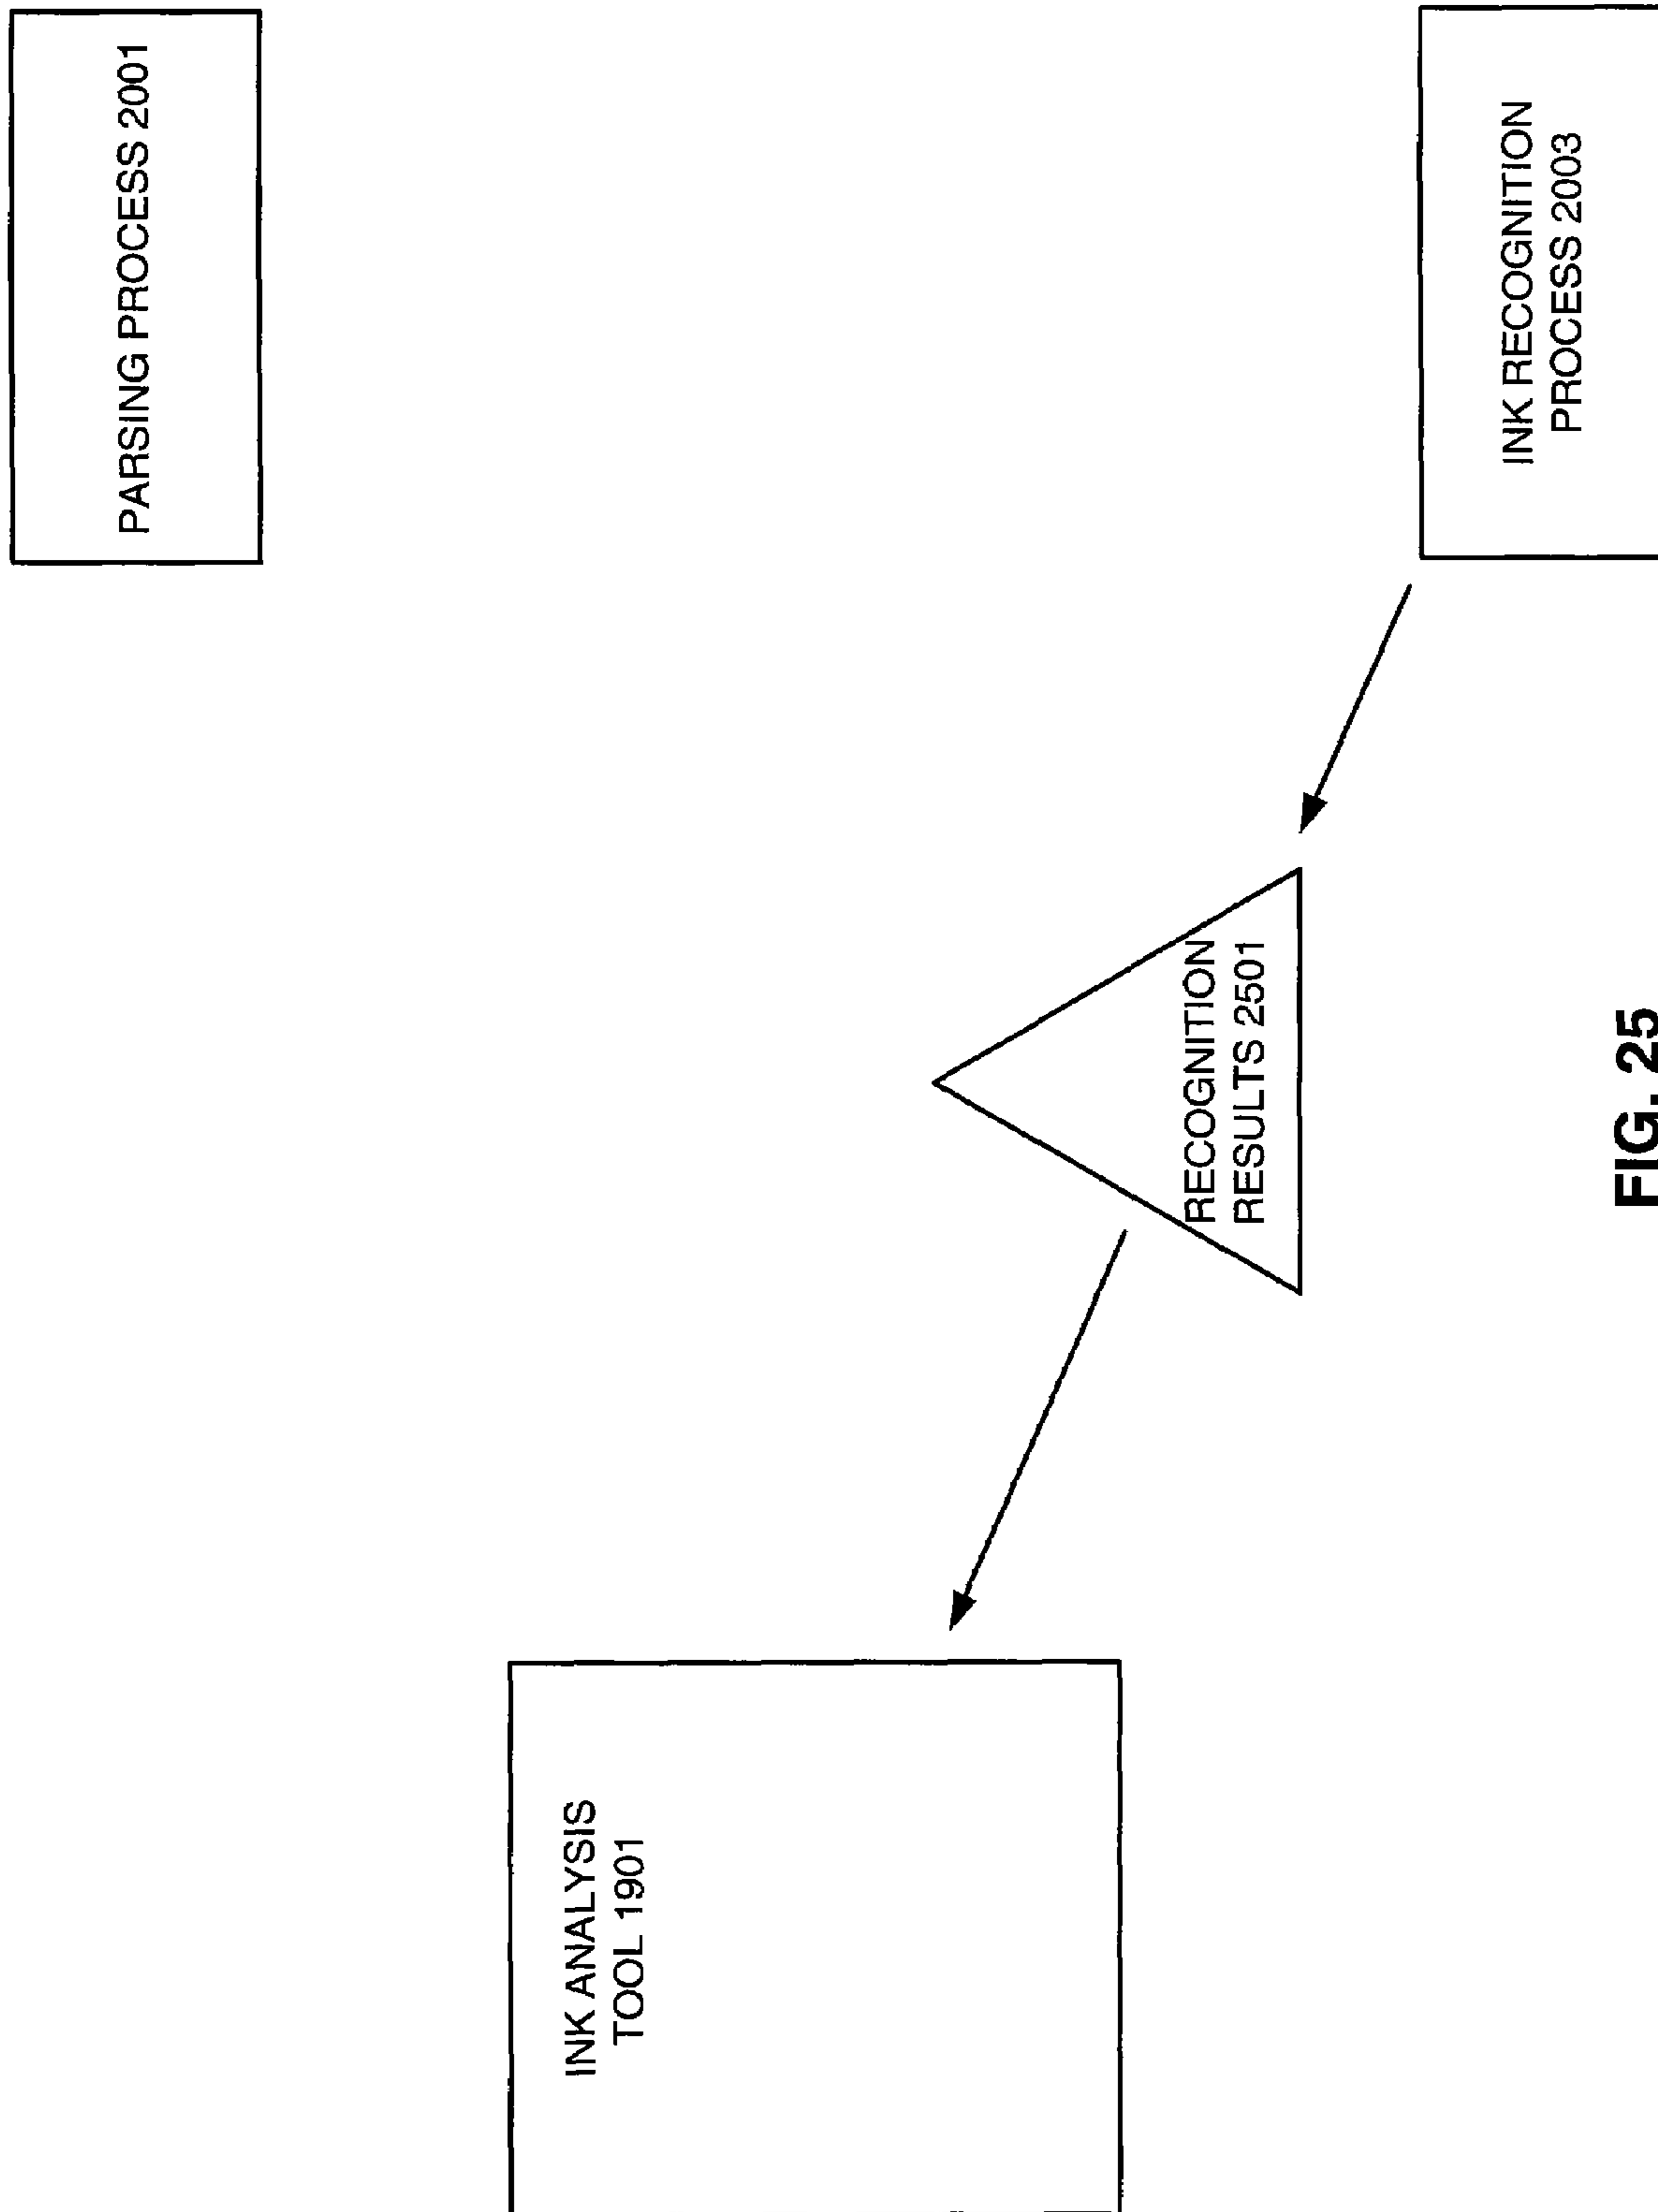 INK ANALYSIS
TOOL 1901
PARSING PROCESS 2001
RECOGNITION
RESULTS 2501
INK RECOGNITION
PROCESS 2003
FIG. 25